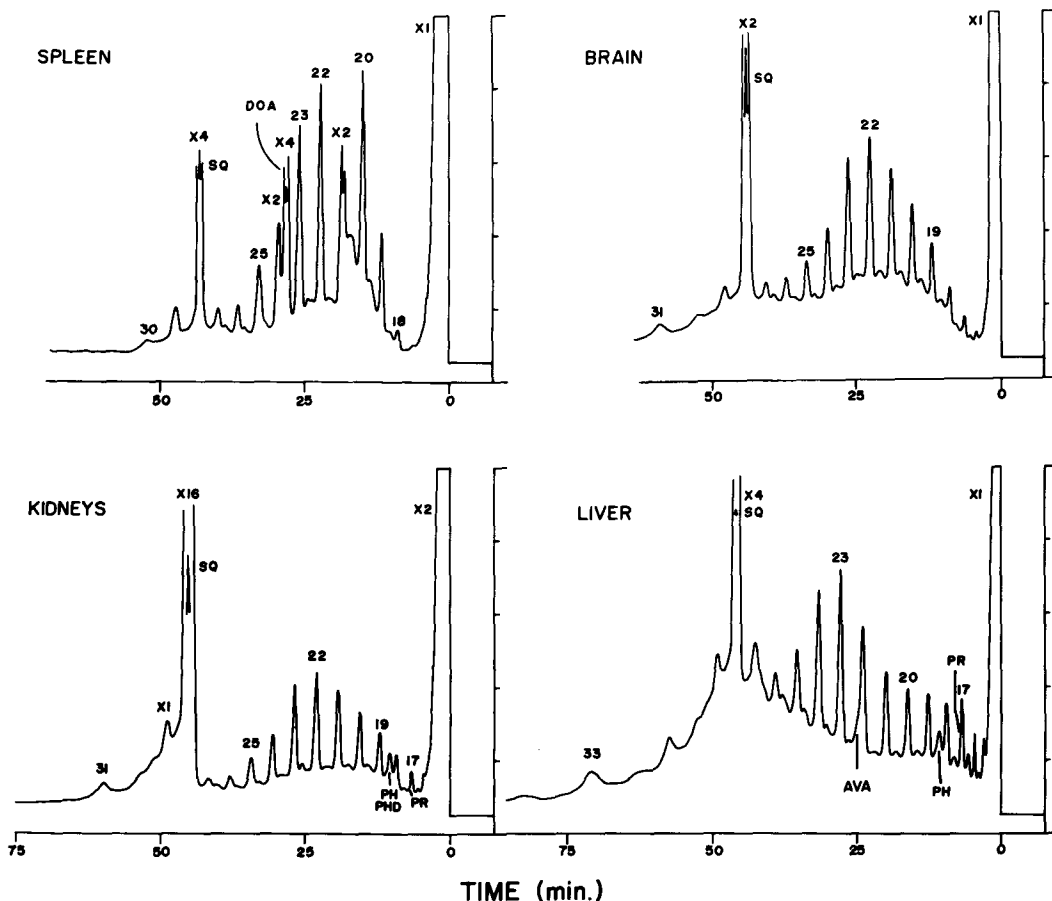 SPLEEN
X1
20
22
23
DOA
X4
X2
X4
SQ
X2
25
30
18
50
25
0
BRAIN
X2
SQ
X1
22
19
25
31
50
25
0
KIDNEYS
X16
SQ
X2
22
X1
19
25
31
17
PH
PHD
PR
75
50
25
0
LIVER
X4
SQ
X1
23
PR
20
17
33
AVA
PH
75
50
25
0
TIME (min.)